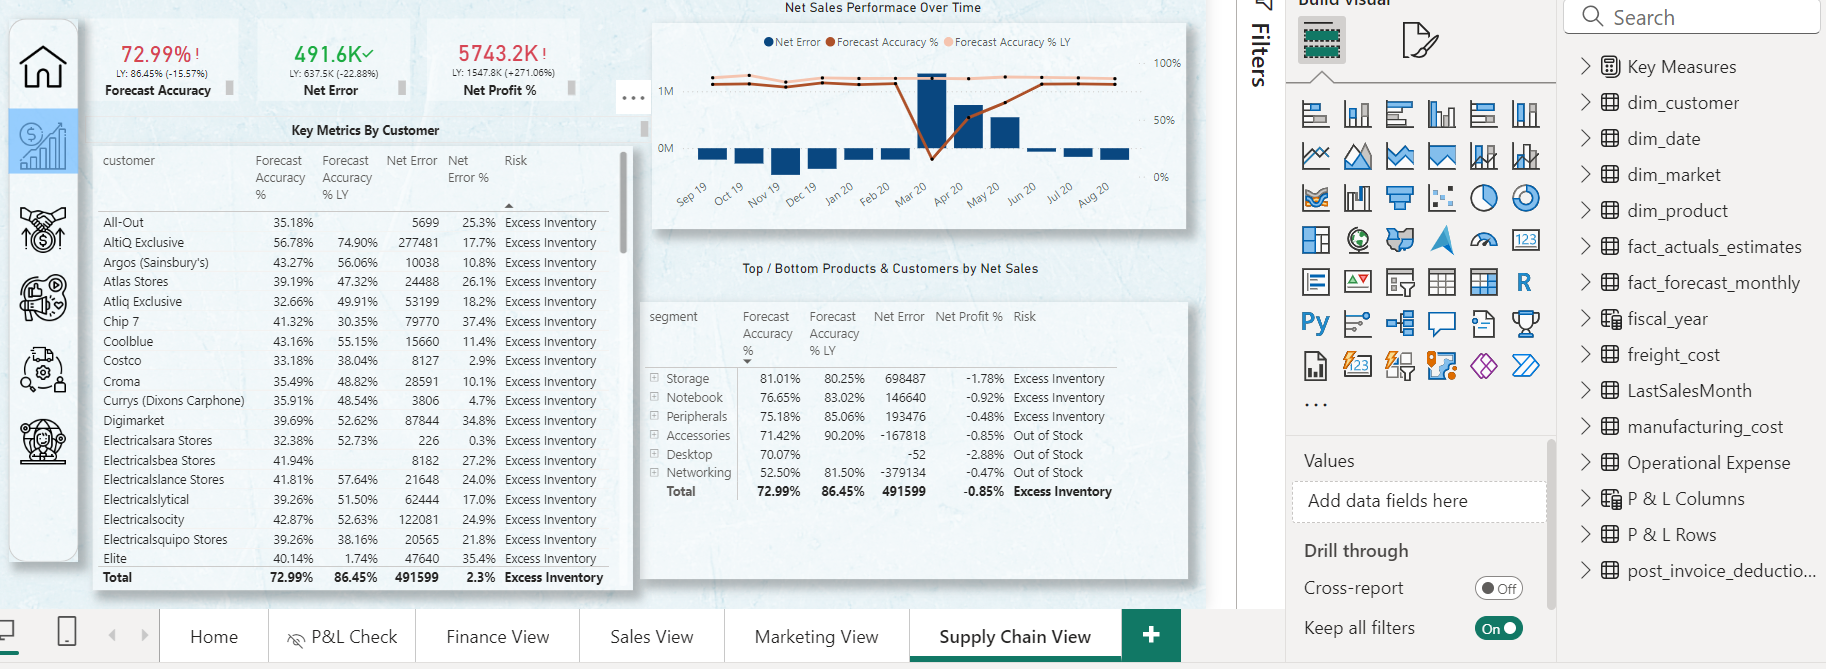 72.99% !
LY: 86.45% (-15.57%)
Forecast Accuracy
491.6K✓
LY: 637.5K (-22.88%)
Net Error
5743.2K !
LY: 1547.8K (+271.06%)
Net Profit %
...
Key Metrics By Customer
customer Forecast Accuracy % Forecast Accuracy % LY Net Error Net Error % Risk
All-Out 35.18% 5699 25.3% Excess Inventory
AltiQ Exclusive 56.78% 74.90% 277481 17.7% Excess Inventory
Argos (Sainsbury's) 43.27% 56.06% 10038 10.8% Excess Inventory
Atlas Stores 39.19% 47.32% 24488 26.1% Excess Inventory
Atliq Exclusive 32.66% 49.91% 53199 18.2% Excess Inventory
Chip 7 41.32% 30.35% 79770 37.4% Excess Inventory
Coolblue 43.16% 55.15% 15660 11.4% Excess Inventory
Costco 33.18% 38.04% 8127 2.9% Excess Inventory
Croma 35.49% 48.82% 28591 10.1% Excess Inventory
Currys (Dixons Carphone) 35.91% 48.54% 3806 4.7% Excess Inventory
Digimarket 39.69% 52.62% 87844 34.8% Excess Inventory
Electricalsara Stores 32.38% 52.73% 226 0.3% Excess Inventory
Electricalsbea Stores 41.94% 8182 27.2% Excess Inventory
Electricalslance Stores 41.81% 57.64% 21648 24.0% Excess Inventory
Electricalslytical 39.26% 51.50% 62444 17.0% Excess Inventory
Electricalsocity 42.87% 52.63% 122081 24.9% Excess Inventory
Electricalsquipo Stores 39.26% 38.16% 20565 21.8% Excess Inventory
Elite 40.14% 1.74% 47640 35.4% Excess Inventory
Total 72.99% 86.45% 491599 2.3% Excess Inventory
Net Sales Performace Over Time
Net Error Forecast Accuracy % Forecast Accuracy % LY
1M
0M
100%
50%
0%
Sep 19 Oct 19 Nov 19 Dec 19 Jan 20 Feb 20 Mar 20 Apr 20 May 20 Jun 20 Jul 20 Aug 20
Top / Bottom Products & Customers by Net Sales
segment Forecast Accuracy % Forecast Accuracy % LY Net Error Net Profit % Risk
Storage 81.01% 80.25% 698487 -1.78% Excess Inventory
Notebook 76.65% 83.02% 146640 -0.92% Excess Inventory
Peripherals 75.18% 85.06% 193476 -0.48% Excess Inventory
Accessories 71.42% 90.20% -167818 -0.85% Out of Stock
Desktop 70.07% -52 -2.88% Out of Stock
Networking 52.50% 81.50% -379134 -0.47% Out of Stock
Total 72.99% 86.45% 491599 -0.85% Excess Inventory
Home
P&L Check
Finance View
Sales View
Marketing View
Supply Chain View
+
Filters
Build visual
123
R
Py
123
...
Values
Add data fields here
Drill through
Cross-report Off
Keep all filters On
Search
Key Measures
dim_customer
dim_date
dim_market
dim_product
fact_actuals_estimates
fact_forecast_monthly
fiscal_year
freight_cost
LastSalesMonth
manufacturing_cost
Operational Expense
P & L Columns
P & L Rows
post_invoice_deductio...